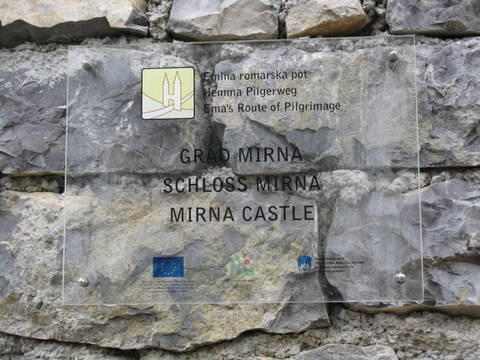 Emina romarska pot
Hemma Pilgerweg
Ema's Route of Pilgrimage
GRAD MIRNA
SCHLOSS MIRNA
MIRNA CASTLE